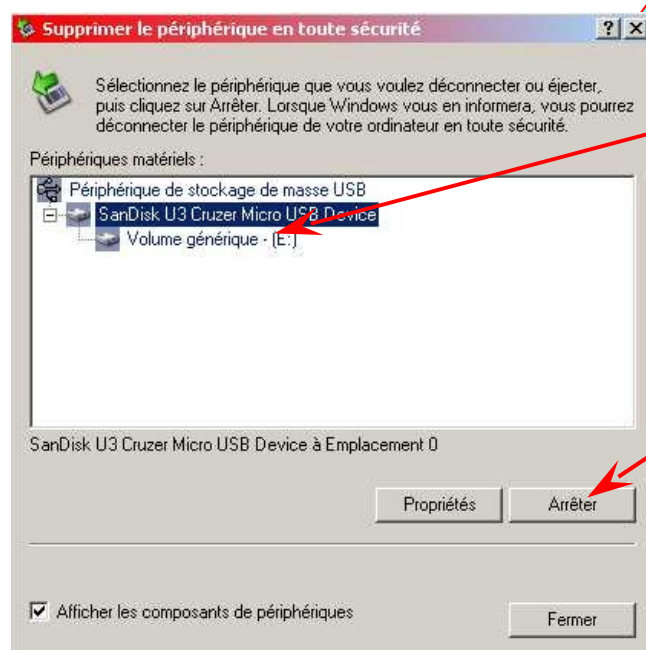 Supprimer le périphérique en toute sécurité
Sélectionnez le périphérique que vous voulez déconnecter ou éjecter,
puis cliquez sur Arrêter. Lorsque Windows vous en informera, vous pourrez
déconnecter le périphérique de votre ordinateur en toute sécurité.
Périphériques matériels :
Périphérique de stockage de masse USB
SanDisk U3 Cruzer Micro USB Device
Volume générique - (E:)
SanDisk U3 Cruzer Micro USB Device à Emplacement 0
Propriétés Arrêter
Afficher les composants de périphériques
Fermer